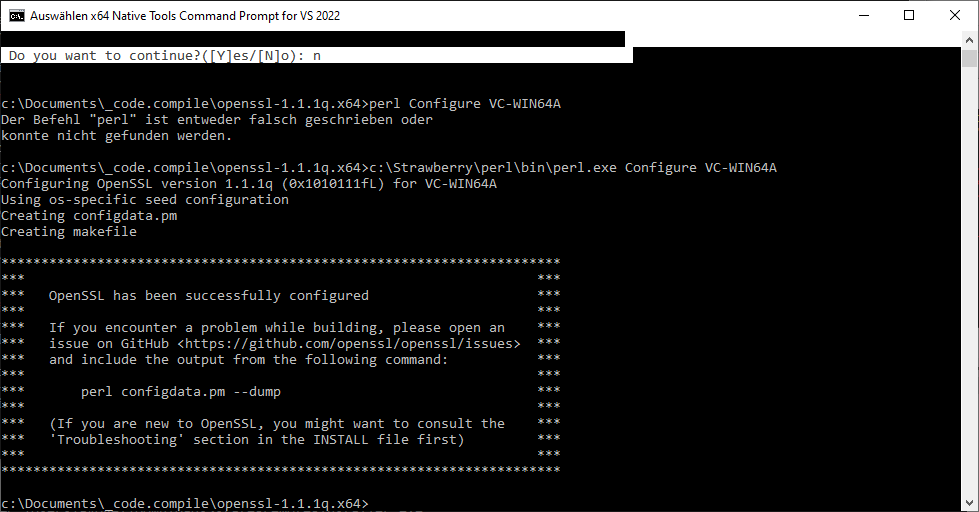 Auswählen x64 Native Tools Command Prompt for VS 2022
Do you want to continue?([Y]es/[N]o): n
c:\Documents\_code.compile\openssl-1.1.1q.x64>perl Configure VC-WIN64A
Der Befehl "perl" ist entweder falsch geschrieben oder
konnte nicht gefunden werden.
c:\Documents\_code.compile\openssl-1.1.1q.x64>c:\Strawberry\perl\bin\perl.exe Configure VC-WIN64A
Configuring OpenSSL version 1.1.1q (0x1010111fL) for VC-WIN64A
Using os-specific seed configuration
Creating configdata.pm
Creating makefile
**********************************************************************
***                                                                ***
***   OpenSSL has been successfully configured                     ***
***                                                                ***
***   If you encounter a problem while building, please open an    ***
***   issue on GitHub <https://github.com/openssl/openssl/issues>  ***
***   and include the output from the following command:           ***
***                                                                ***
***       perl configdata.pm --dump                                ***
***                                                                ***
***   (If you are new to OpenSSL, you might want to consult the    ***
***   'Troubleshooting' section in the INSTALL file first)         ***
***                                                                ***
**********************************************************************
c:\Documents\_code.compile\openssl-1.1.1q.x64>